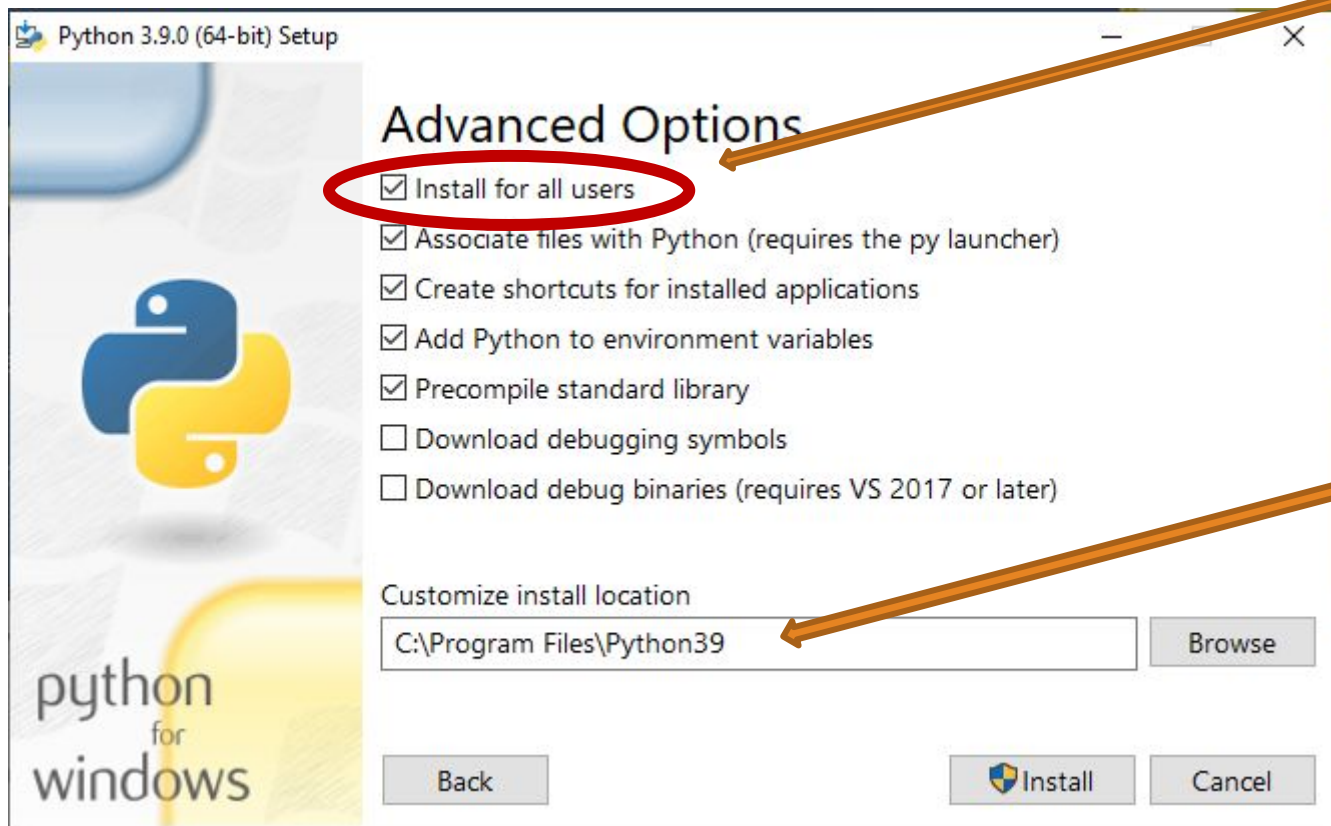 Python 3.9.0 (64-bit) Setup
Advanced Options
Install for all users
Associate files with Python (requires the py launcher)
Create shortcuts for installed applications
Add Python to environment variables
Precompile standard library
Download debugging symbols
Download debug binaries (requires VS 2017 or later)
Customize install location
C:\Program Files\Python39
Browse
python
for
windows
Back
Install
Cancel